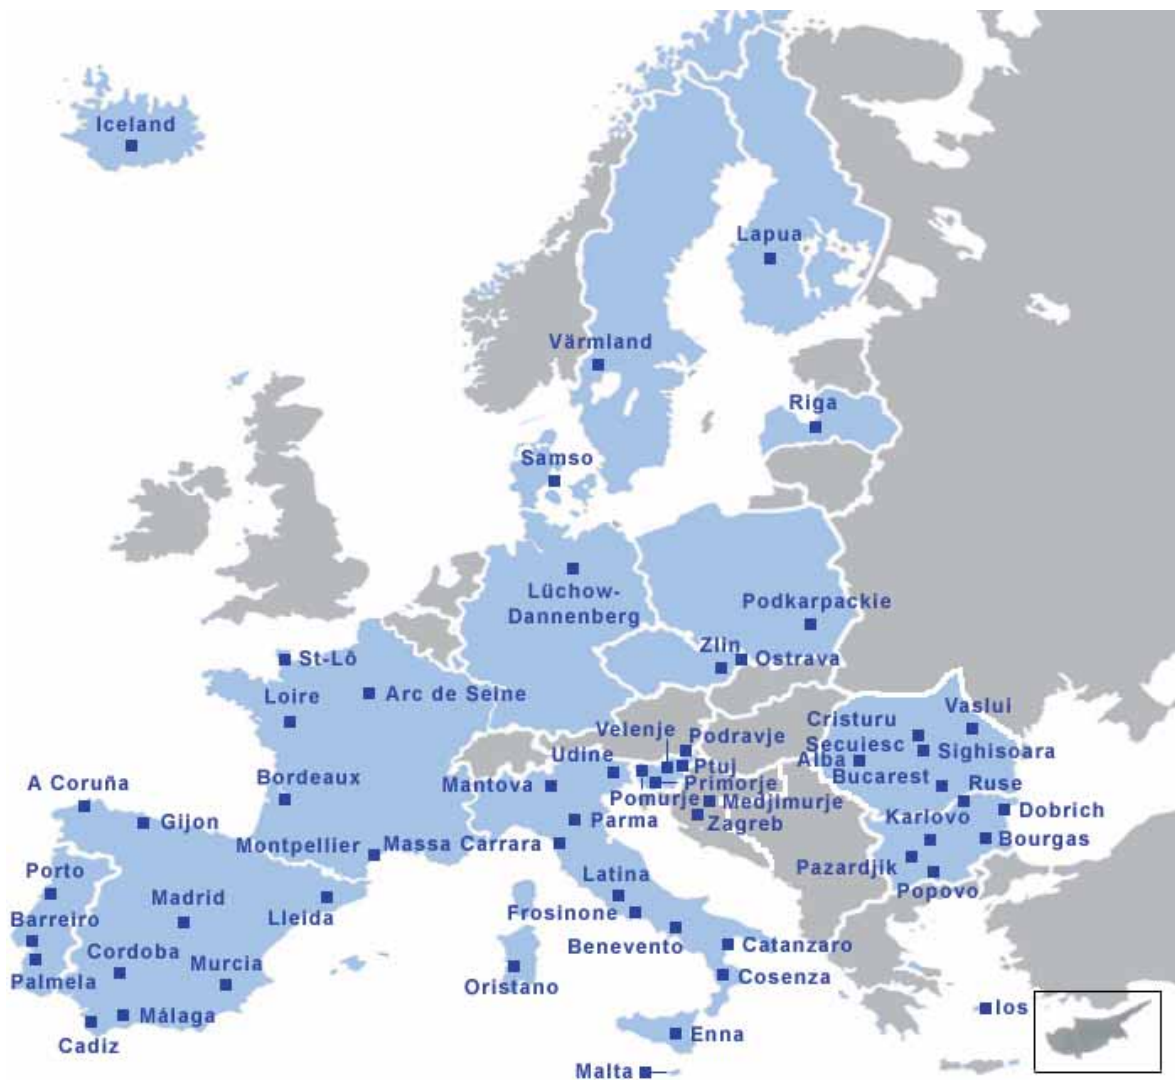 Iceland
Lapua
Värmland
Riga
Samso
Lüchow-
Dannenberg
Podkarpackie
Zlin
Ostrava
St-Lô
Loire
Arc de Seine
Vaslui
Cristuru
Secuiesc
Sighisoara
Velenje
Podravje
Udine
Ptuj
Alba
Bucarest
Ruse
Mantova
Primorje
Bordeaux
Pomurje
Medjimurje
A Coruña
Gijon
Parma
Zagreb
Karlovo
Dobrich
Bourgas
Montpellier
Massa Carrara
Pazardjik
Popovo
Porto
Madrid
Lleida
Latina
Frosinone
Barreiro
Benevento
Catanzaro
Cordoba
Murcia
Palmela
Oristano
Cosenza
Málaga
Cadiz
Enna
Ios
Malta